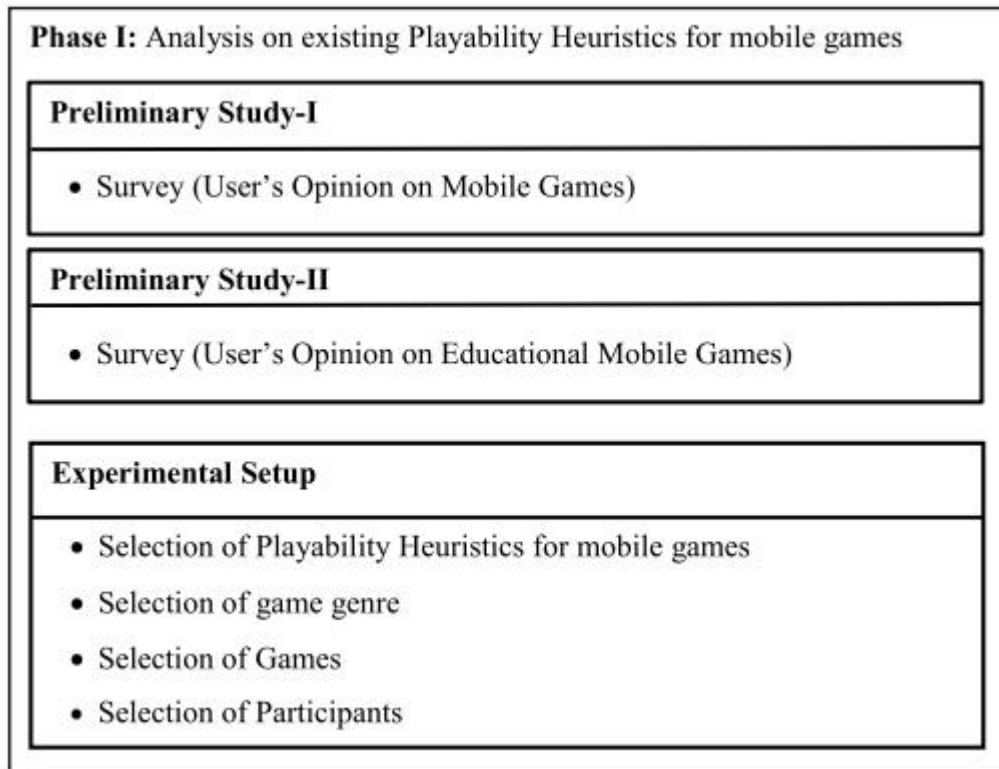 Phase I: Analysis on existing Playability Heuristics for mobile games
Preliminary Study-I
• Survey (User’s Opinion on Mobile Games)
Preliminary Study-II
• Survey (User’s Opinion on Educational Mobile Games)
Experimental Setup
• Selection of Playability Heuristics for mobile games
• Selection of game genre
• Selection of Games
• Selection of Participants